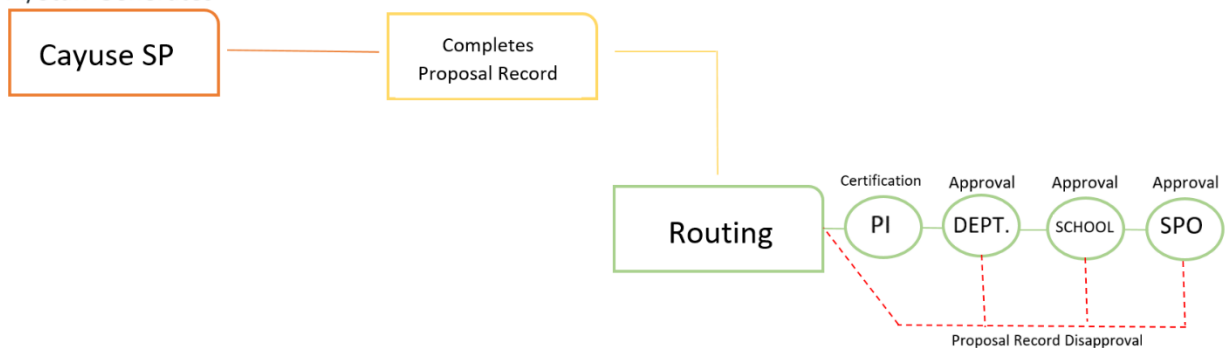 Cayuse SP
Completes
Proposal Record
Routing
Certification
Approval
Approval
Approval
PI
DEPT.
SCHOOL
SPO
Proposal Record Disapproval